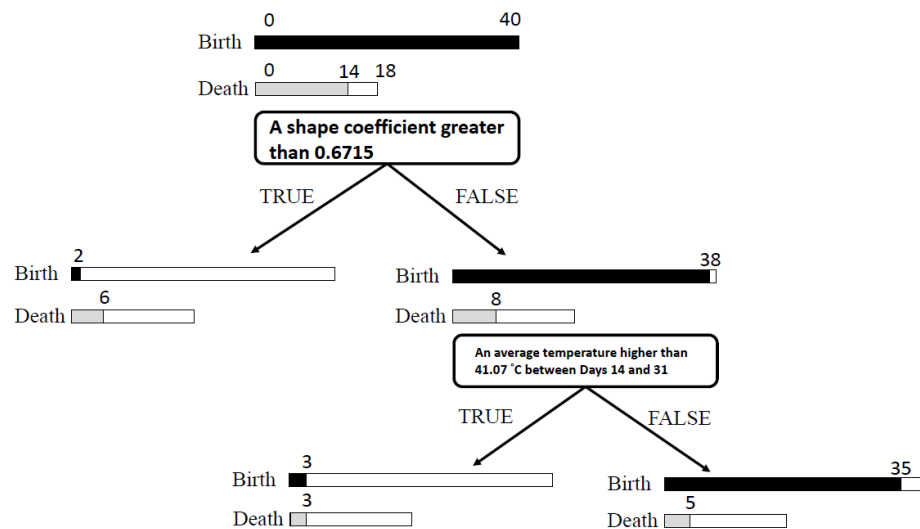 0 40
Birth
0 14 18
Death
A shape coefficient greater
than 0.6715
TRUE FALSE
2 38
Birth Birth
6 8
Death Death
An average temperature higher than
41.07 ˚C between Days 14 and 31
TRUE FALSE
3 35
Birth Birth
3 5
Death Death